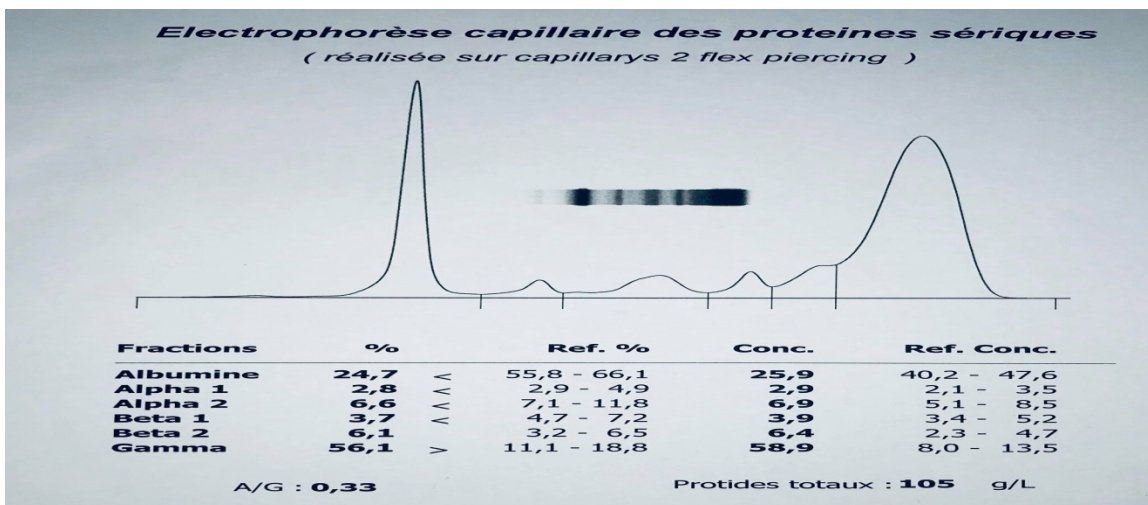 Electrophorèse capillaire des proteines sériques
( réalisée sur capillarys 2 flex piercing )
Fractions % Ref. % Conc. Ref. Conc.
Albumine 24,7 < 55,8 - 66,1 25,9 40,2 - 47,6
Alpha 1 2,8 < 2,9 - 4,9 2,9 2,1 - 3,5
Alpha 2 6,6 < 7,1 - 11,8 6,9 5,1 - 8,5
Beta 1 3,7 < 4,7 - 7,2 3,9 3,4 - 5,2
Beta 2 6,1 3,2 - 6,5 6,4 2,3 - 4,7
Gamma 56,1 > 11,1 - 18,8 58,9 8,0 - 13,5
A/G : 0,33 Protides totaux : 105 g/L